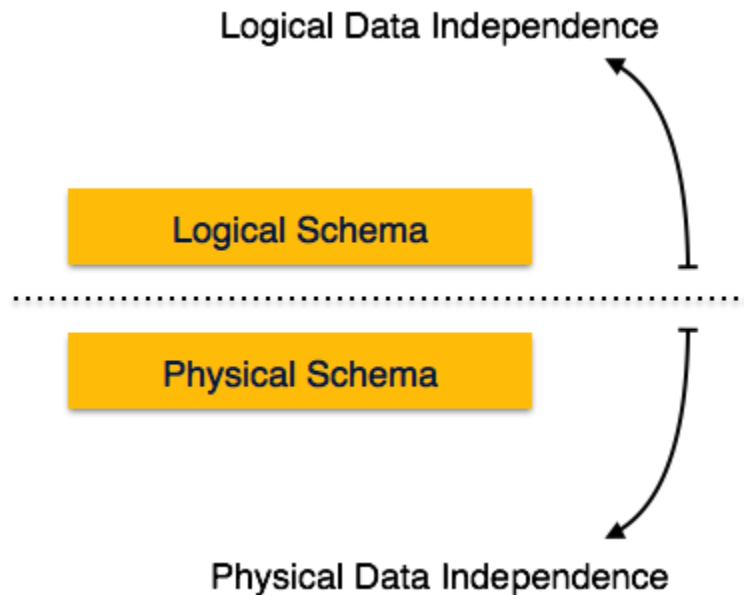 Logical Data Independence
Logical Schema
Physical Schema
Physical Data Independence